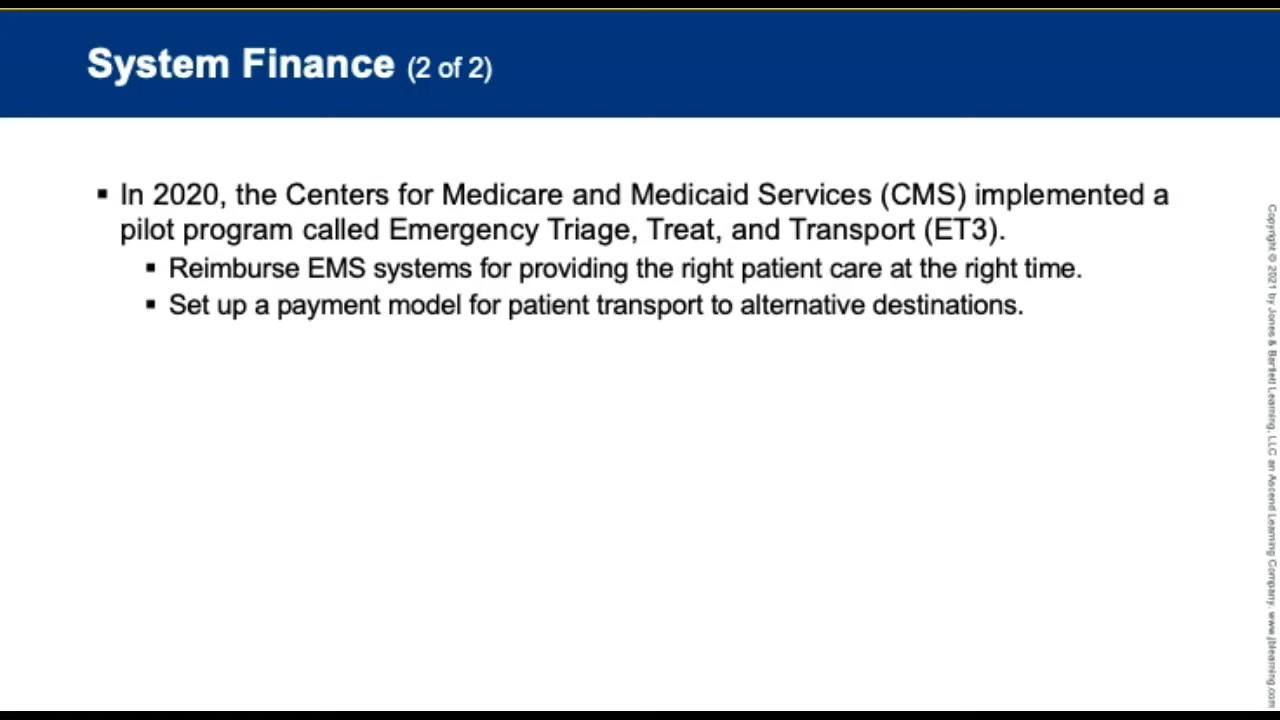 System Finance (2 of 2)
▪ In 2020, the Centers for Medicare and Medicaid Services (CMS) implemented a
pilot program called Emergency Triage, Treat, and Transport (ET3).
▪ Reimburse EMS systems for providing the right patient care at the right time.
▪ Set up a payment model for patient transport to alternative destinations.
Copyright © 2021 by Jones & Bartlett Learning, LLC an Ascend Learning Company. www.jblearning.com